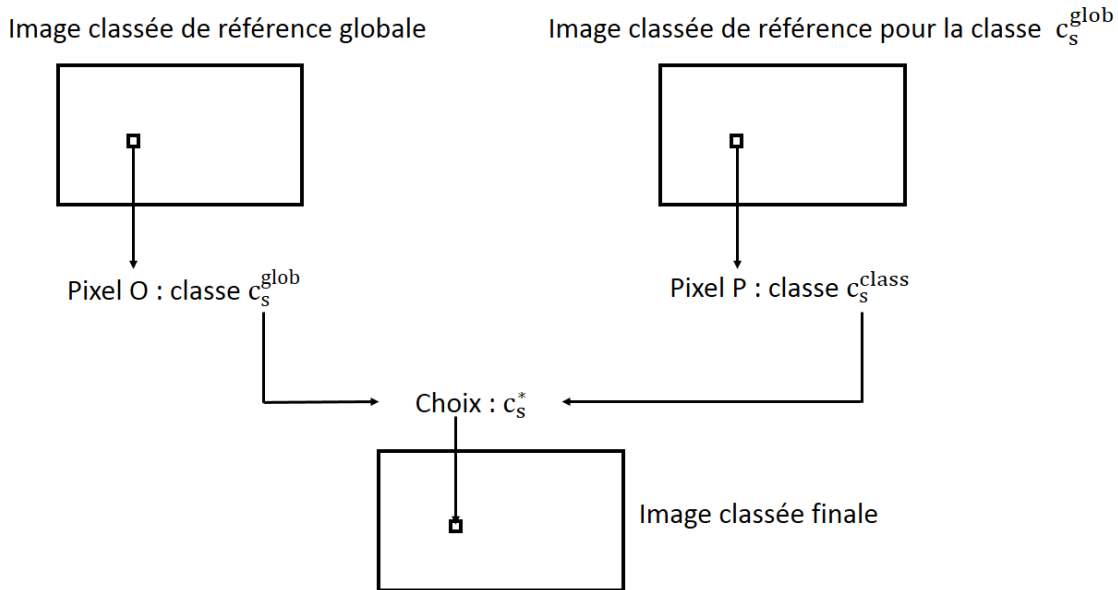 Image classée de référence globale
Image classée de référence pour la classe c_s^glob
Pixel O : classe c_s^glob
Pixel P : classe c_s^class
Choix : c_s^*
Image classée finale